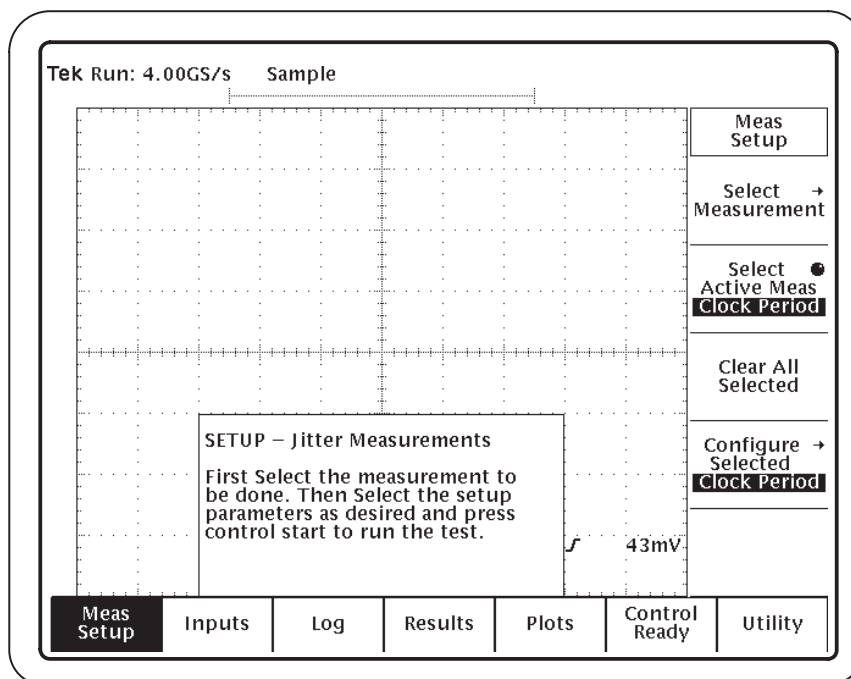 Tek Run: 4.00GS/s Sample
Meas
Setup
Select →
Measurement
Select
Active Meas
Clock Period
Clear All
Selected
Configure →
Selected
Clock Period
SETUP – Jitter Measurements
First Select the measurement to
be done. Then Select the setup
parameters as desired and press
control start to run the test.
43mV
Meas
Setup
Inputs
Log
Results
Plots
Control
Ready
Utility